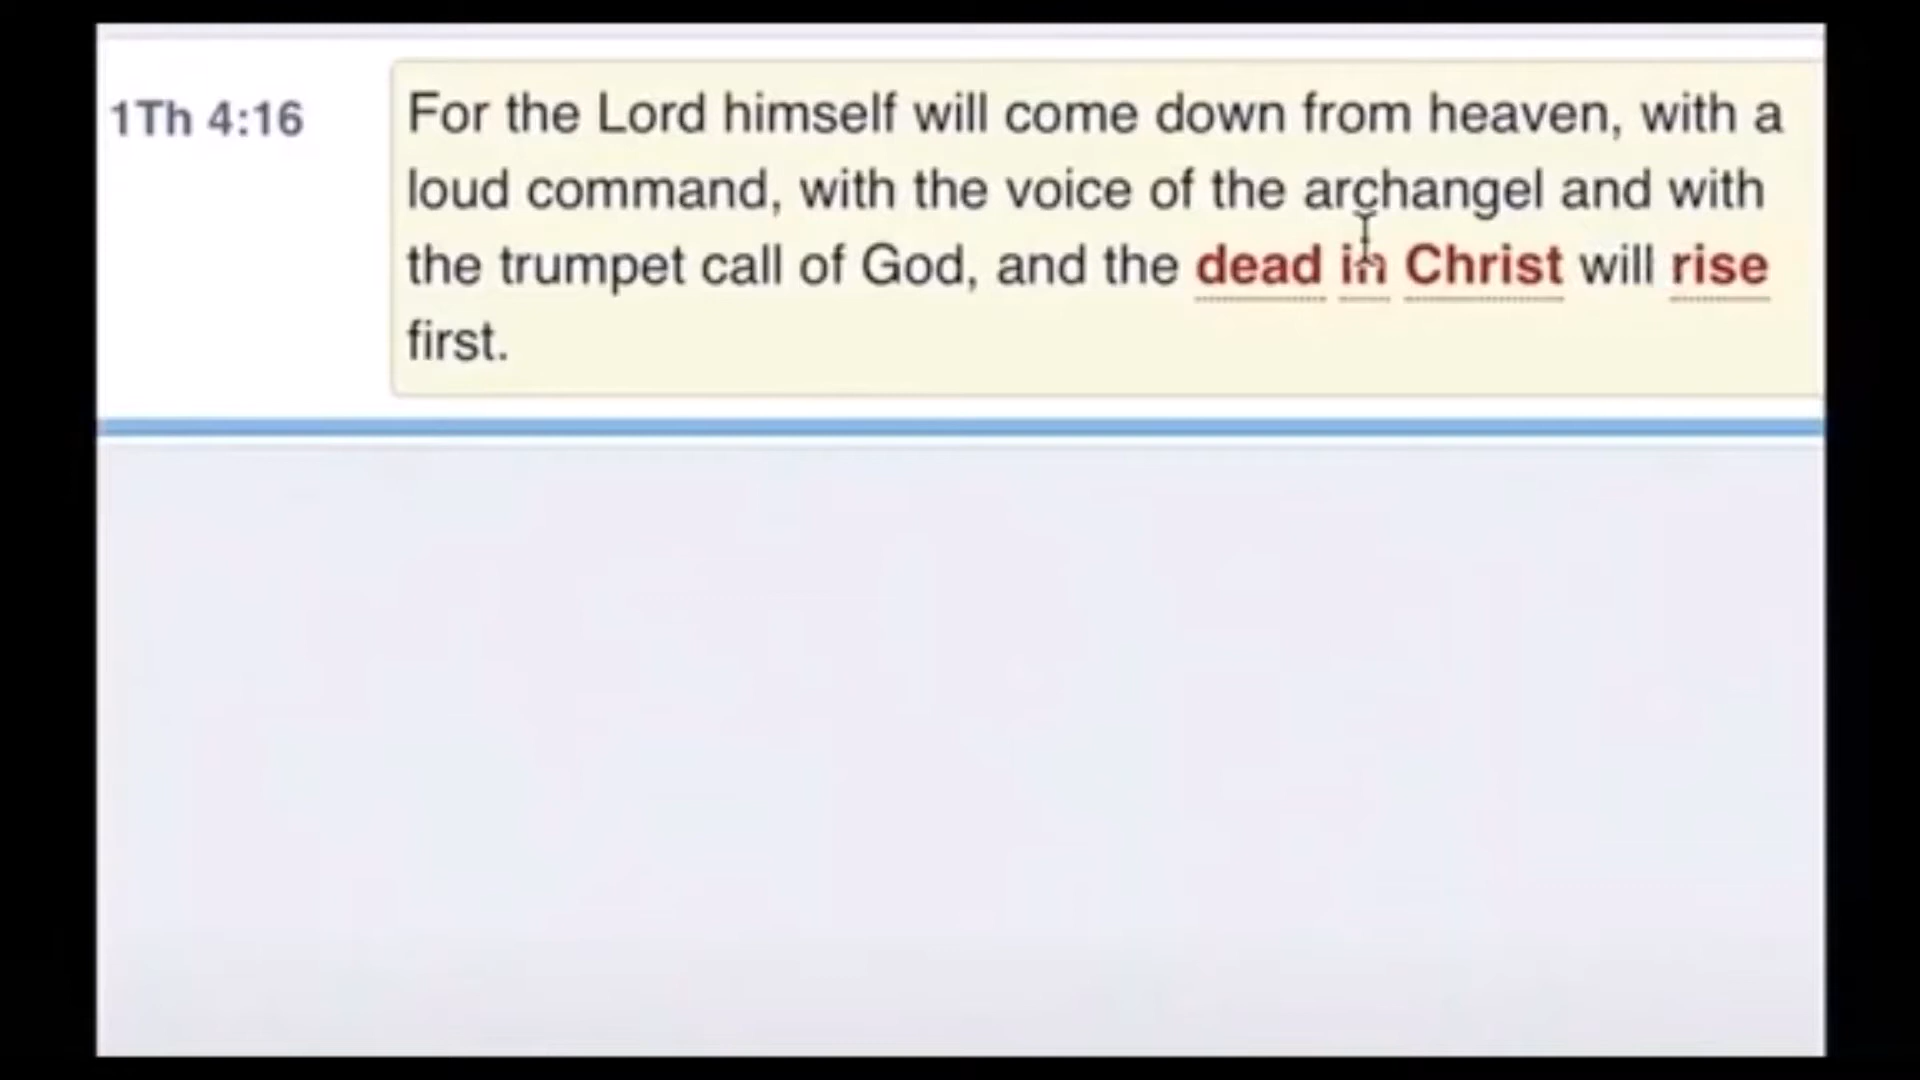 1Th 4:16
For the Lord himself will come down from heaven, with a
loud command, with the voice of the archangel and with
the trumpet call of God, and the dead in Christ will rise
first.